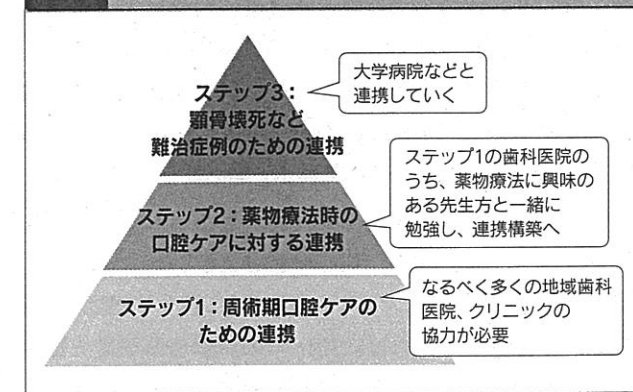 ステップ3：
顎骨壊死など
難治症例のための連携
大学病院などと
連携していく
ステップ2：薬物療法時の
口腔ケアに対する連携
ステップ1の歯科医院の
うち、薬物療法に興味の
ある先生方と一緒に
勉強し、連携構築へ
ステップ1：周術期口腔ケアの
ための連携
なるべく多くの地域歯科
医院、クリニックの
協力が必要